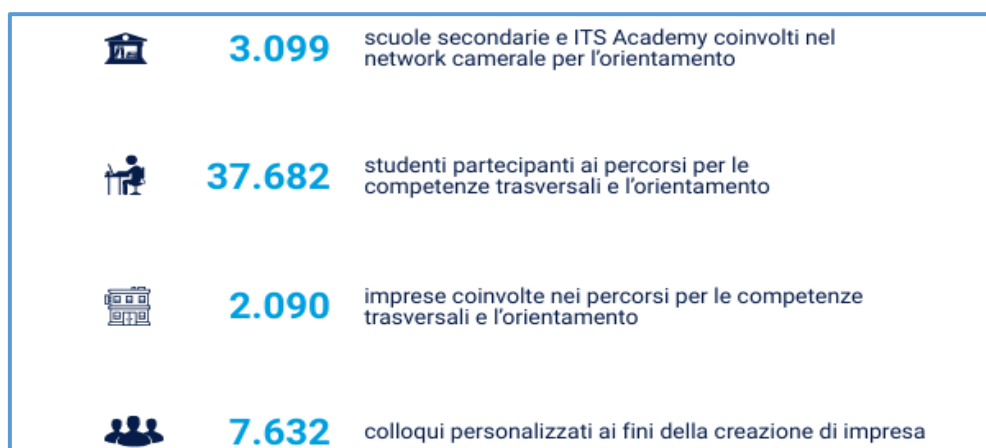 3.099
scuole secondarie e ITS Academy coinvolti nel
network camerale per l'orientamento
37.682
studenti partecipanti ai percorsi per le
competenze trasversali e l'orientamento
2.090
imprese coinvolte nei percorsi per le competenze
trasversali e l'orientamento
7.632
colloqui personalizzati ai fini della creazione di impresa